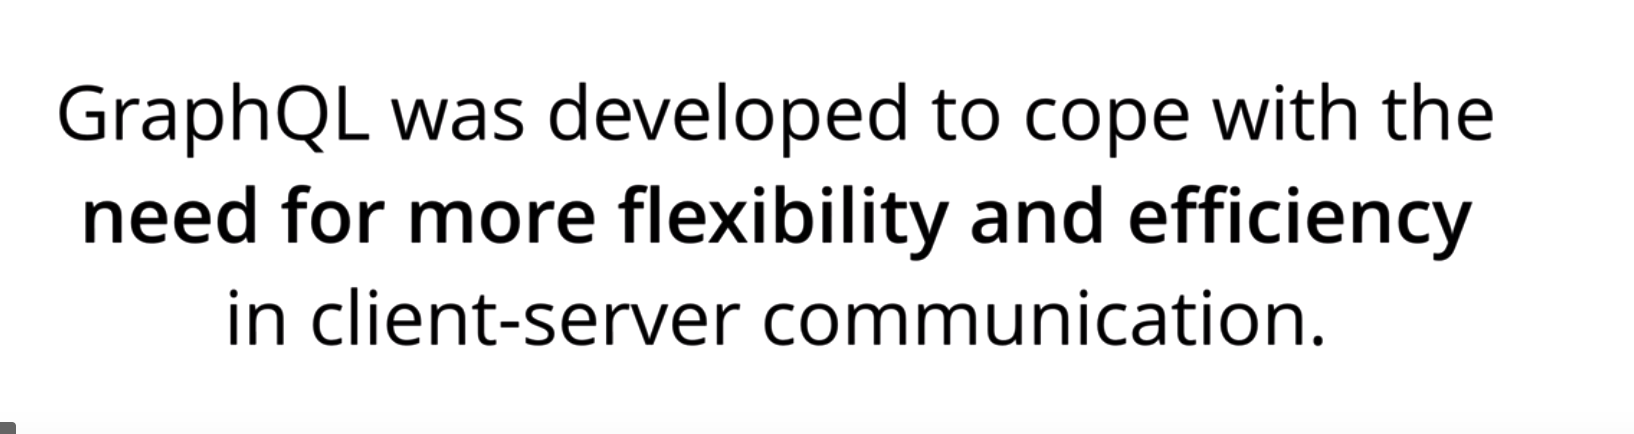 GraphQL was developed to cope with the
need for more flexibility and efficiency
in client-server communication.